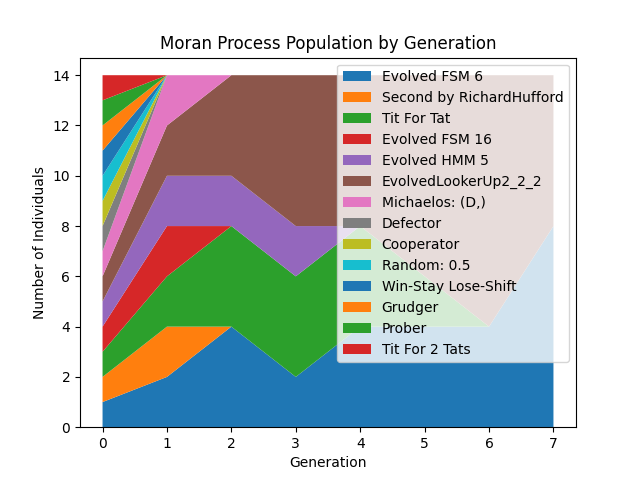 Moran Process Population by Generation
Number of Individuals
14
12
10
8
6
4
2
0
Evolved FSM 6
Second by RichardHufford
Tit For Tat
Evolved FSM 16
Evolved HMM 5
EvolvedLookerUp2_2_2
Michaelos: (D,)
Defector
Cooperator
Random: 0.5
Win-Stay Lose-Shift
Grudger
Prober
Tit For 2 Tats
0 1 2 3 4 5 6 7
Generation